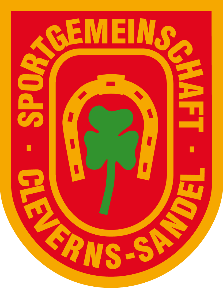 · SPORTGEMEINSCHAFT ·
CLEVERNS-SANDEL